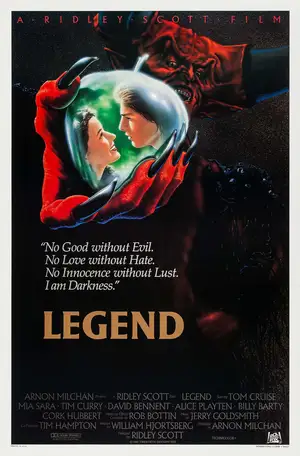 A·RIDLEY·SCOTT·FILM
“No Good without Evil.
No Love without Hate.
No Innocence without Lust.
I am Darkness.”
LEGEND
ARNON MILCHAN RIDLEY SCOTT LEGEND TOM CRUISE
MIA SARA · TIM CURRY · DAVID BENNENT · ALICE PLAYTEN · BILLY BARTY
CORK HUBBERT ROB BOTTIN JERRY GOLDSMITH
TIM HAMPTON WILLIAM HJORTSBERG ARNON MILCHAN
RIDLEY SCOTT